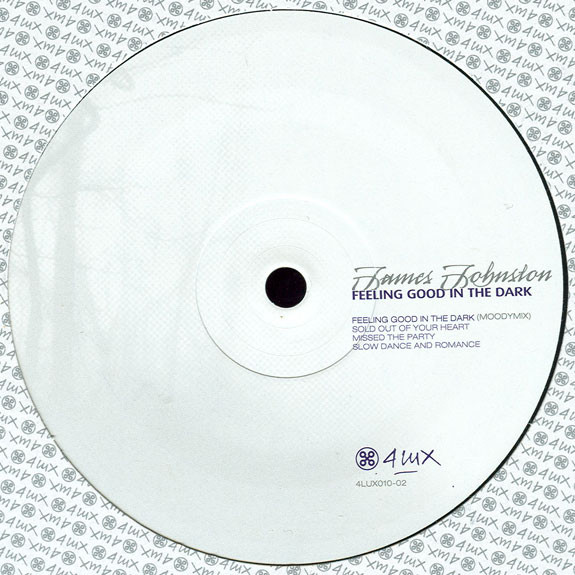 James Johnston
FEELING GOOD IN THE DARK
FEELING GOOD IN THE DARK (MOODYMIX)
SOLD OUT OF YOUR HEART
MISSED THE PARTY
SLOW DANCE AND ROMANCE
4lux
4LUX010-02